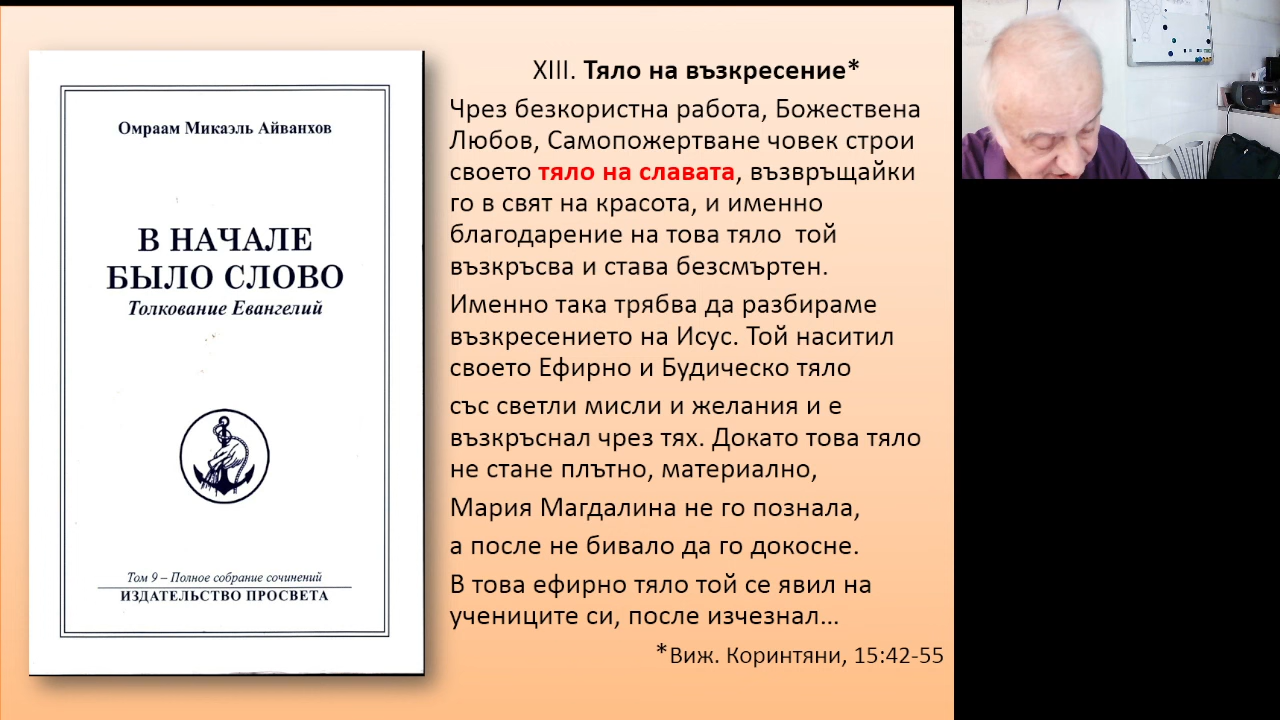 Омраам Микаэль Айванхов
В НАЧАЛЕ
БЫЛО СЛОВО
Толкование Евангелий
Том 9 – Полное собрание сочинений
ИЗДАТЕЛЬСТВО ПРОСВЕТА
XIII. Тяло на възкресение*
Чрез безкористна работа, Божествена
Любов, Самопожертване човек строи
своето тяло на славата, възвръщайки
го в свят на красота, и именно
благодарение на това тяло той
възкръсва и става безсмъртен.
Именно така трябва да разбираме
възкресението на Исус. Той наситил
своето Ефирно и Будическо тяло
със светли мисли и желания и е
възкръснал чрез тях. Докато това тяло
не стане плътно, материално,
Мария Магдалина не го познала,
а после не бивало да го докосне.
В това ефирно тяло той се явил на
учениците си, после изчезнал...
*Виж. Коринтяни, 15:42-55